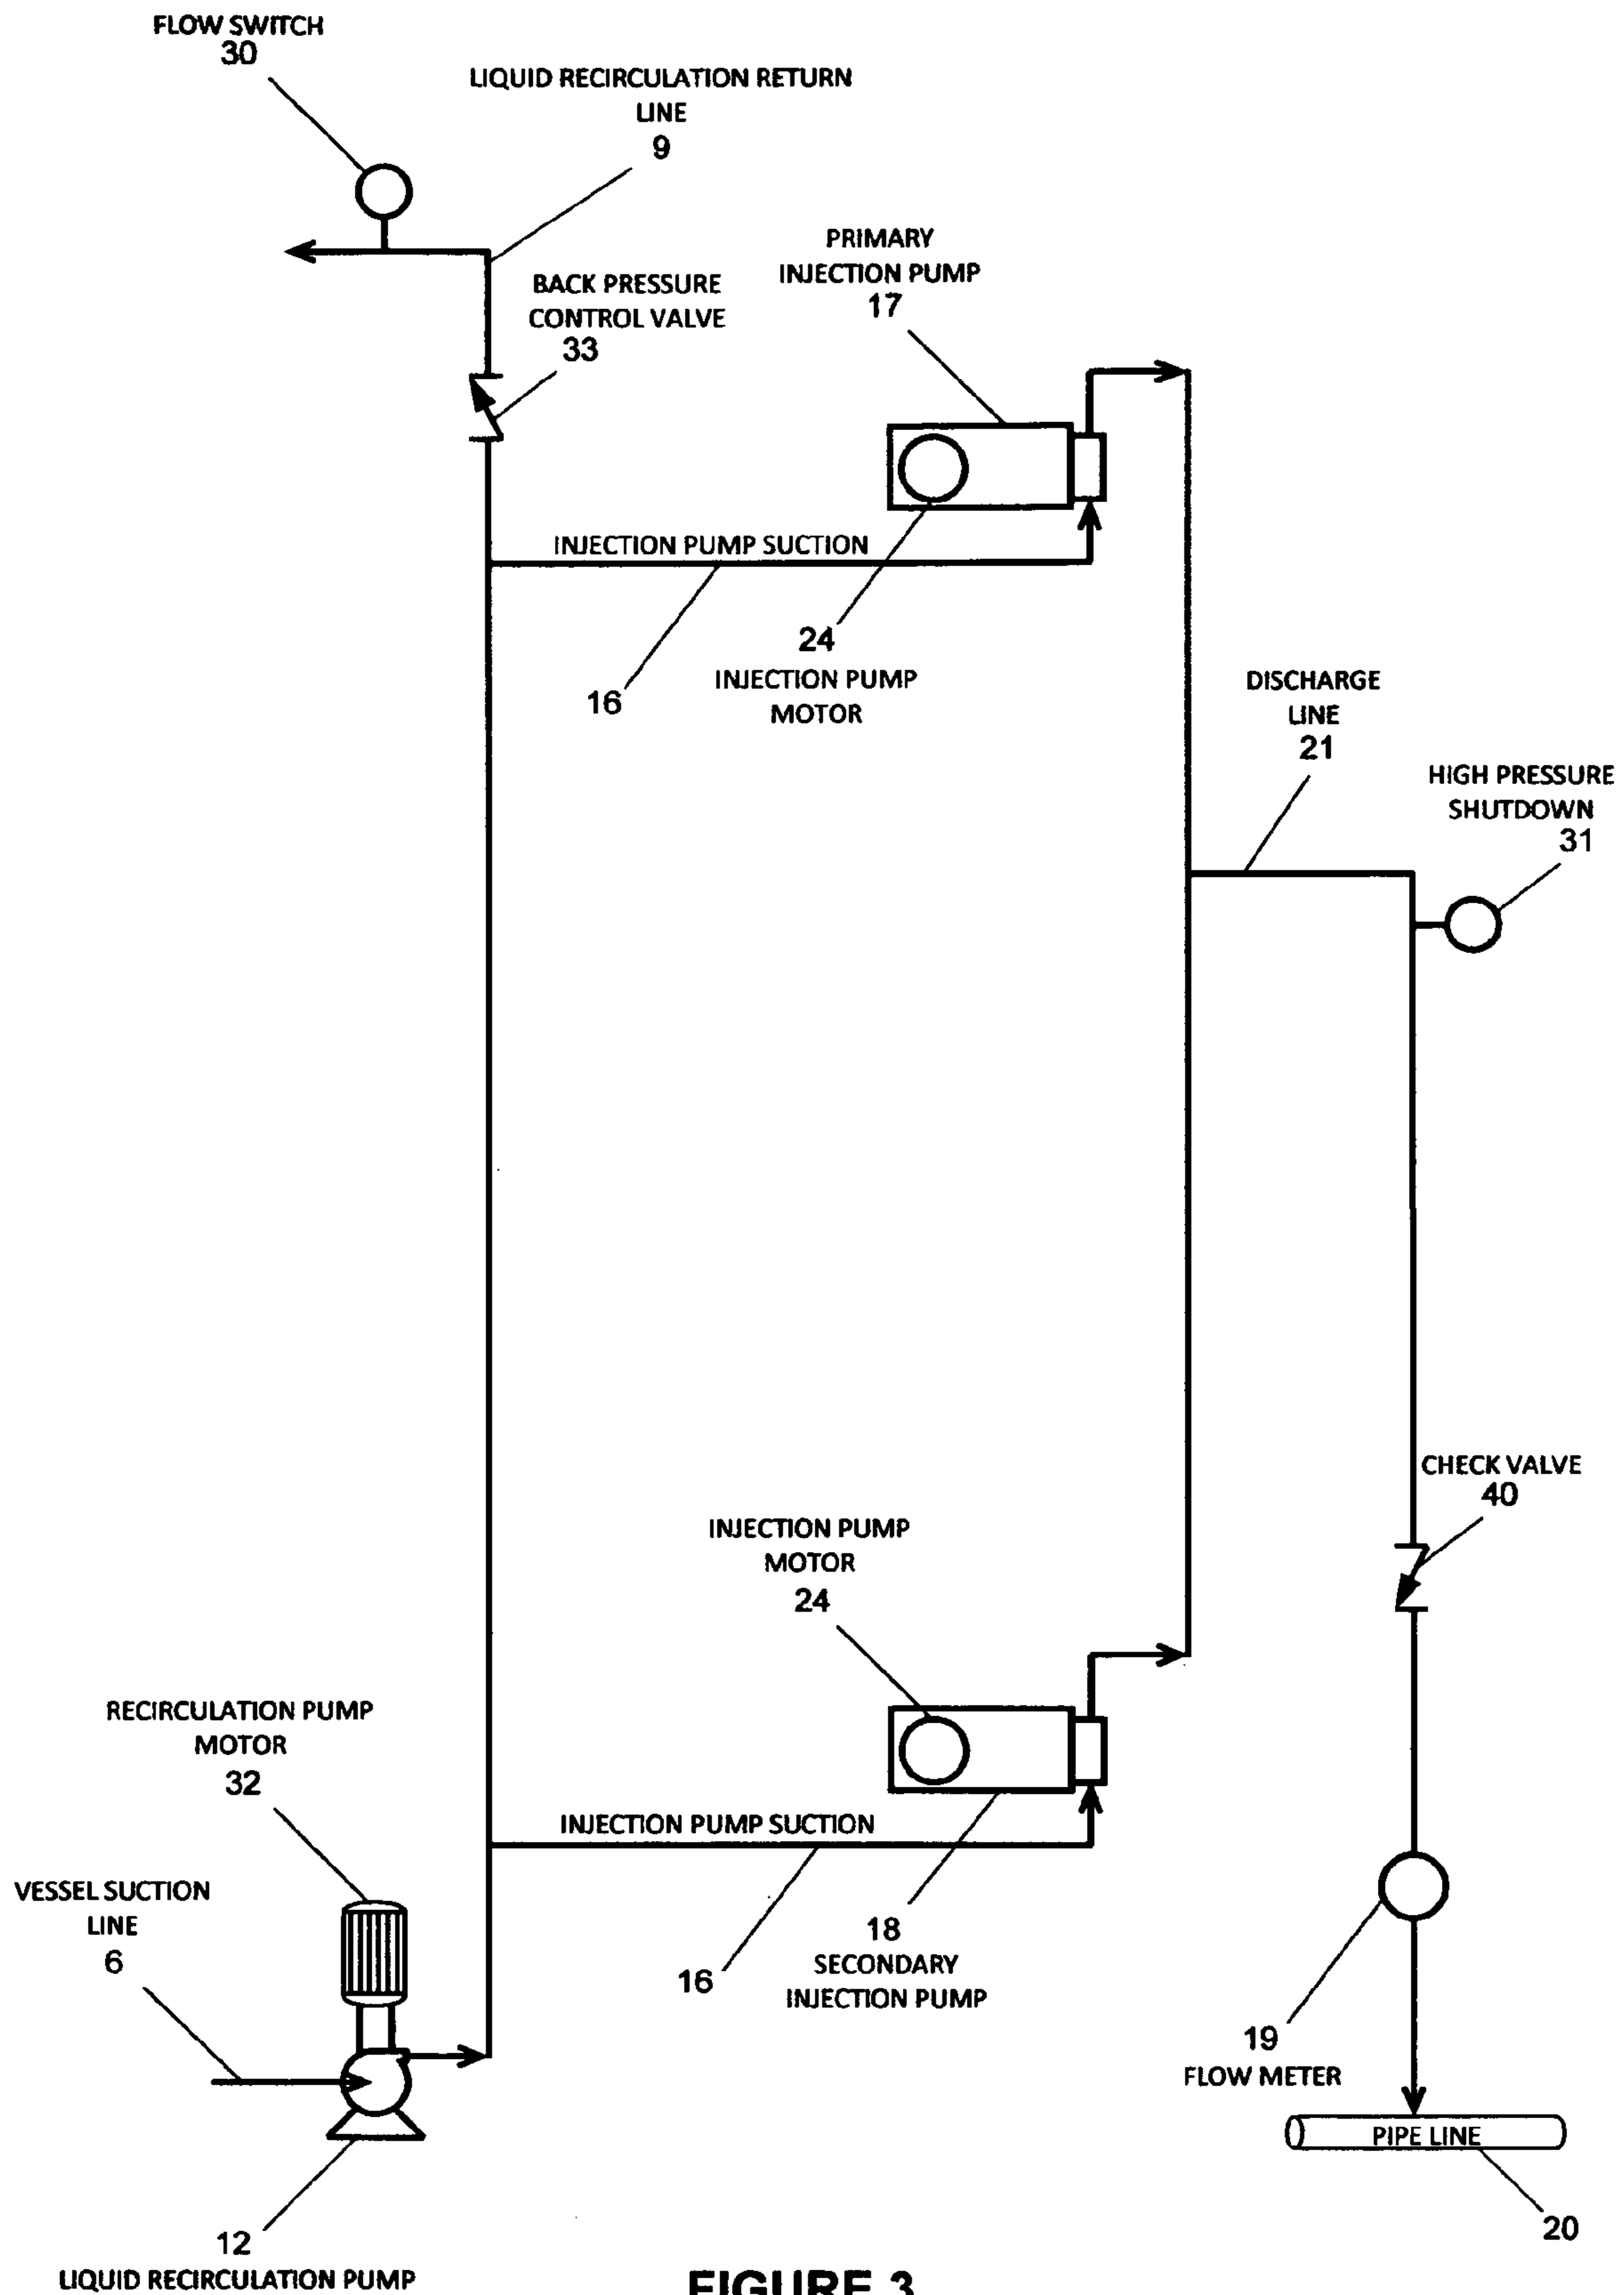 FLOW SWITCH
30
LIQUID RECIRCULATION RETURN
LINE
9
BACK PRESSURE
CONTROL VALVE
33
PRIMARY
INJECTION PUMP
17
INJECTION PUMP SUCTION
16
24
INJECTION PUMP
MOTOR
DISCHARGE
LINE
21
HIGH PRESSURE
SHUTDOWN
31
CHECK VALVE
40
INJECTION PUMP
MOTOR
24
RECIRCULATION PUMP
MOTOR
32
INJECTION PUMP SUCTION
VESSEL SUCTION
LINE
6
16
18
SECONDARY
INJECTION PUMP
19
FLOW METER
PIPE LINE
20
12
LIQUID RECIRCULATION PUMP
FIGURE 3